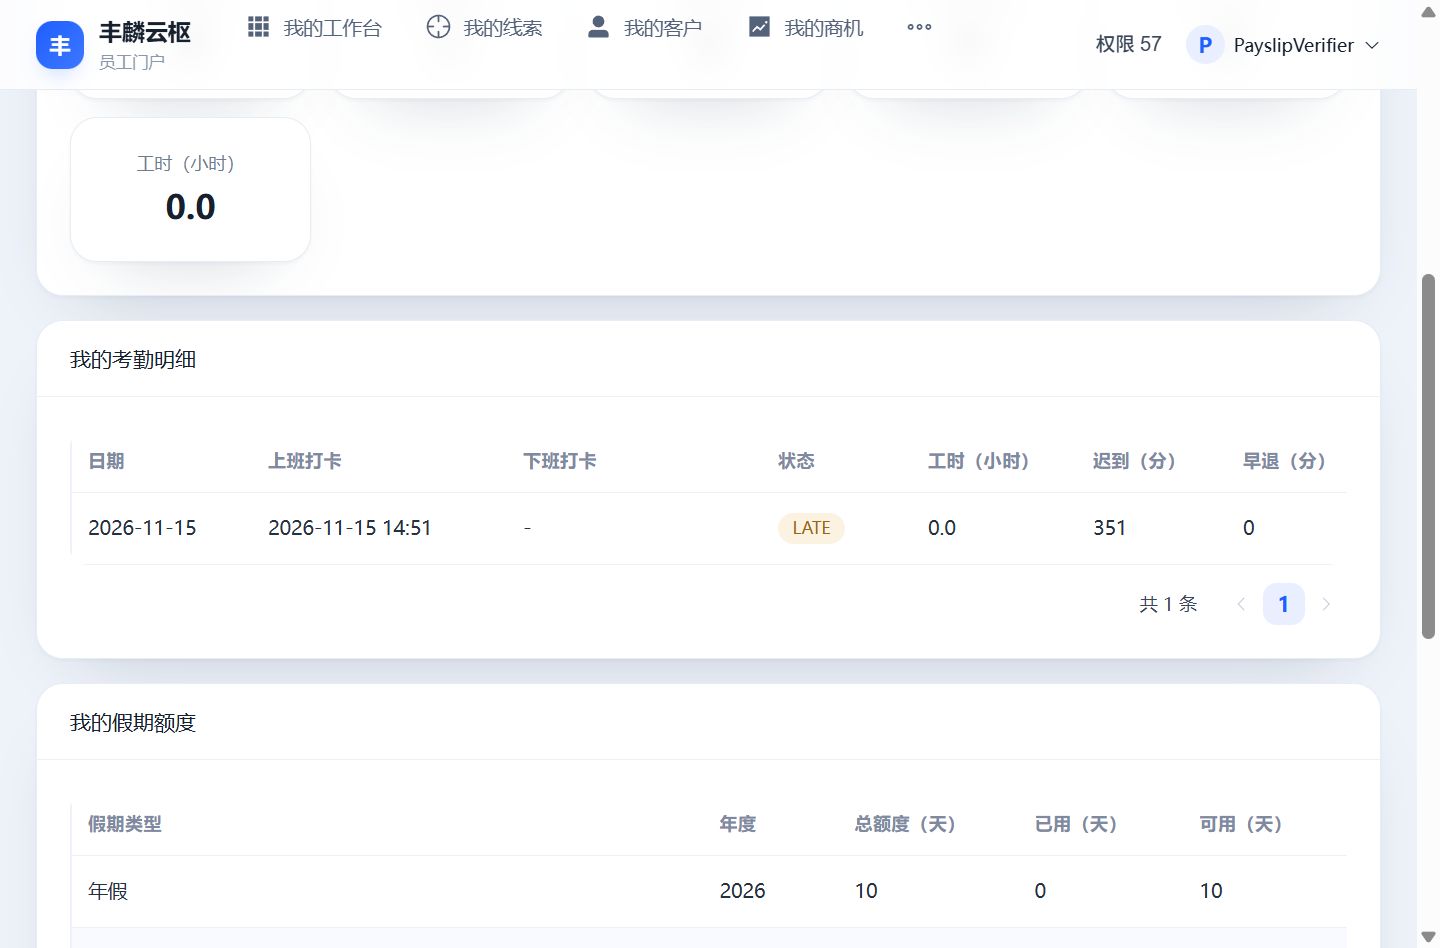 丰 丰麟云枢 员工门户 我的工作台 我的线索 我的客户 我的商机 权限 57 P PayslipVerifier
工时（小时）
0.0
我的考勤明细
日期 上班打卡 下班打卡 状态 工时（小时） 迟到（分） 早退（分）
2026-11-15 2026-11-15 14:51 - LATE 0.0 351 0
共 1 条 1
我的假期额度
假期类型 年度 总额度（天） 已用（天） 可用（天）
年假 2026 10 0 10